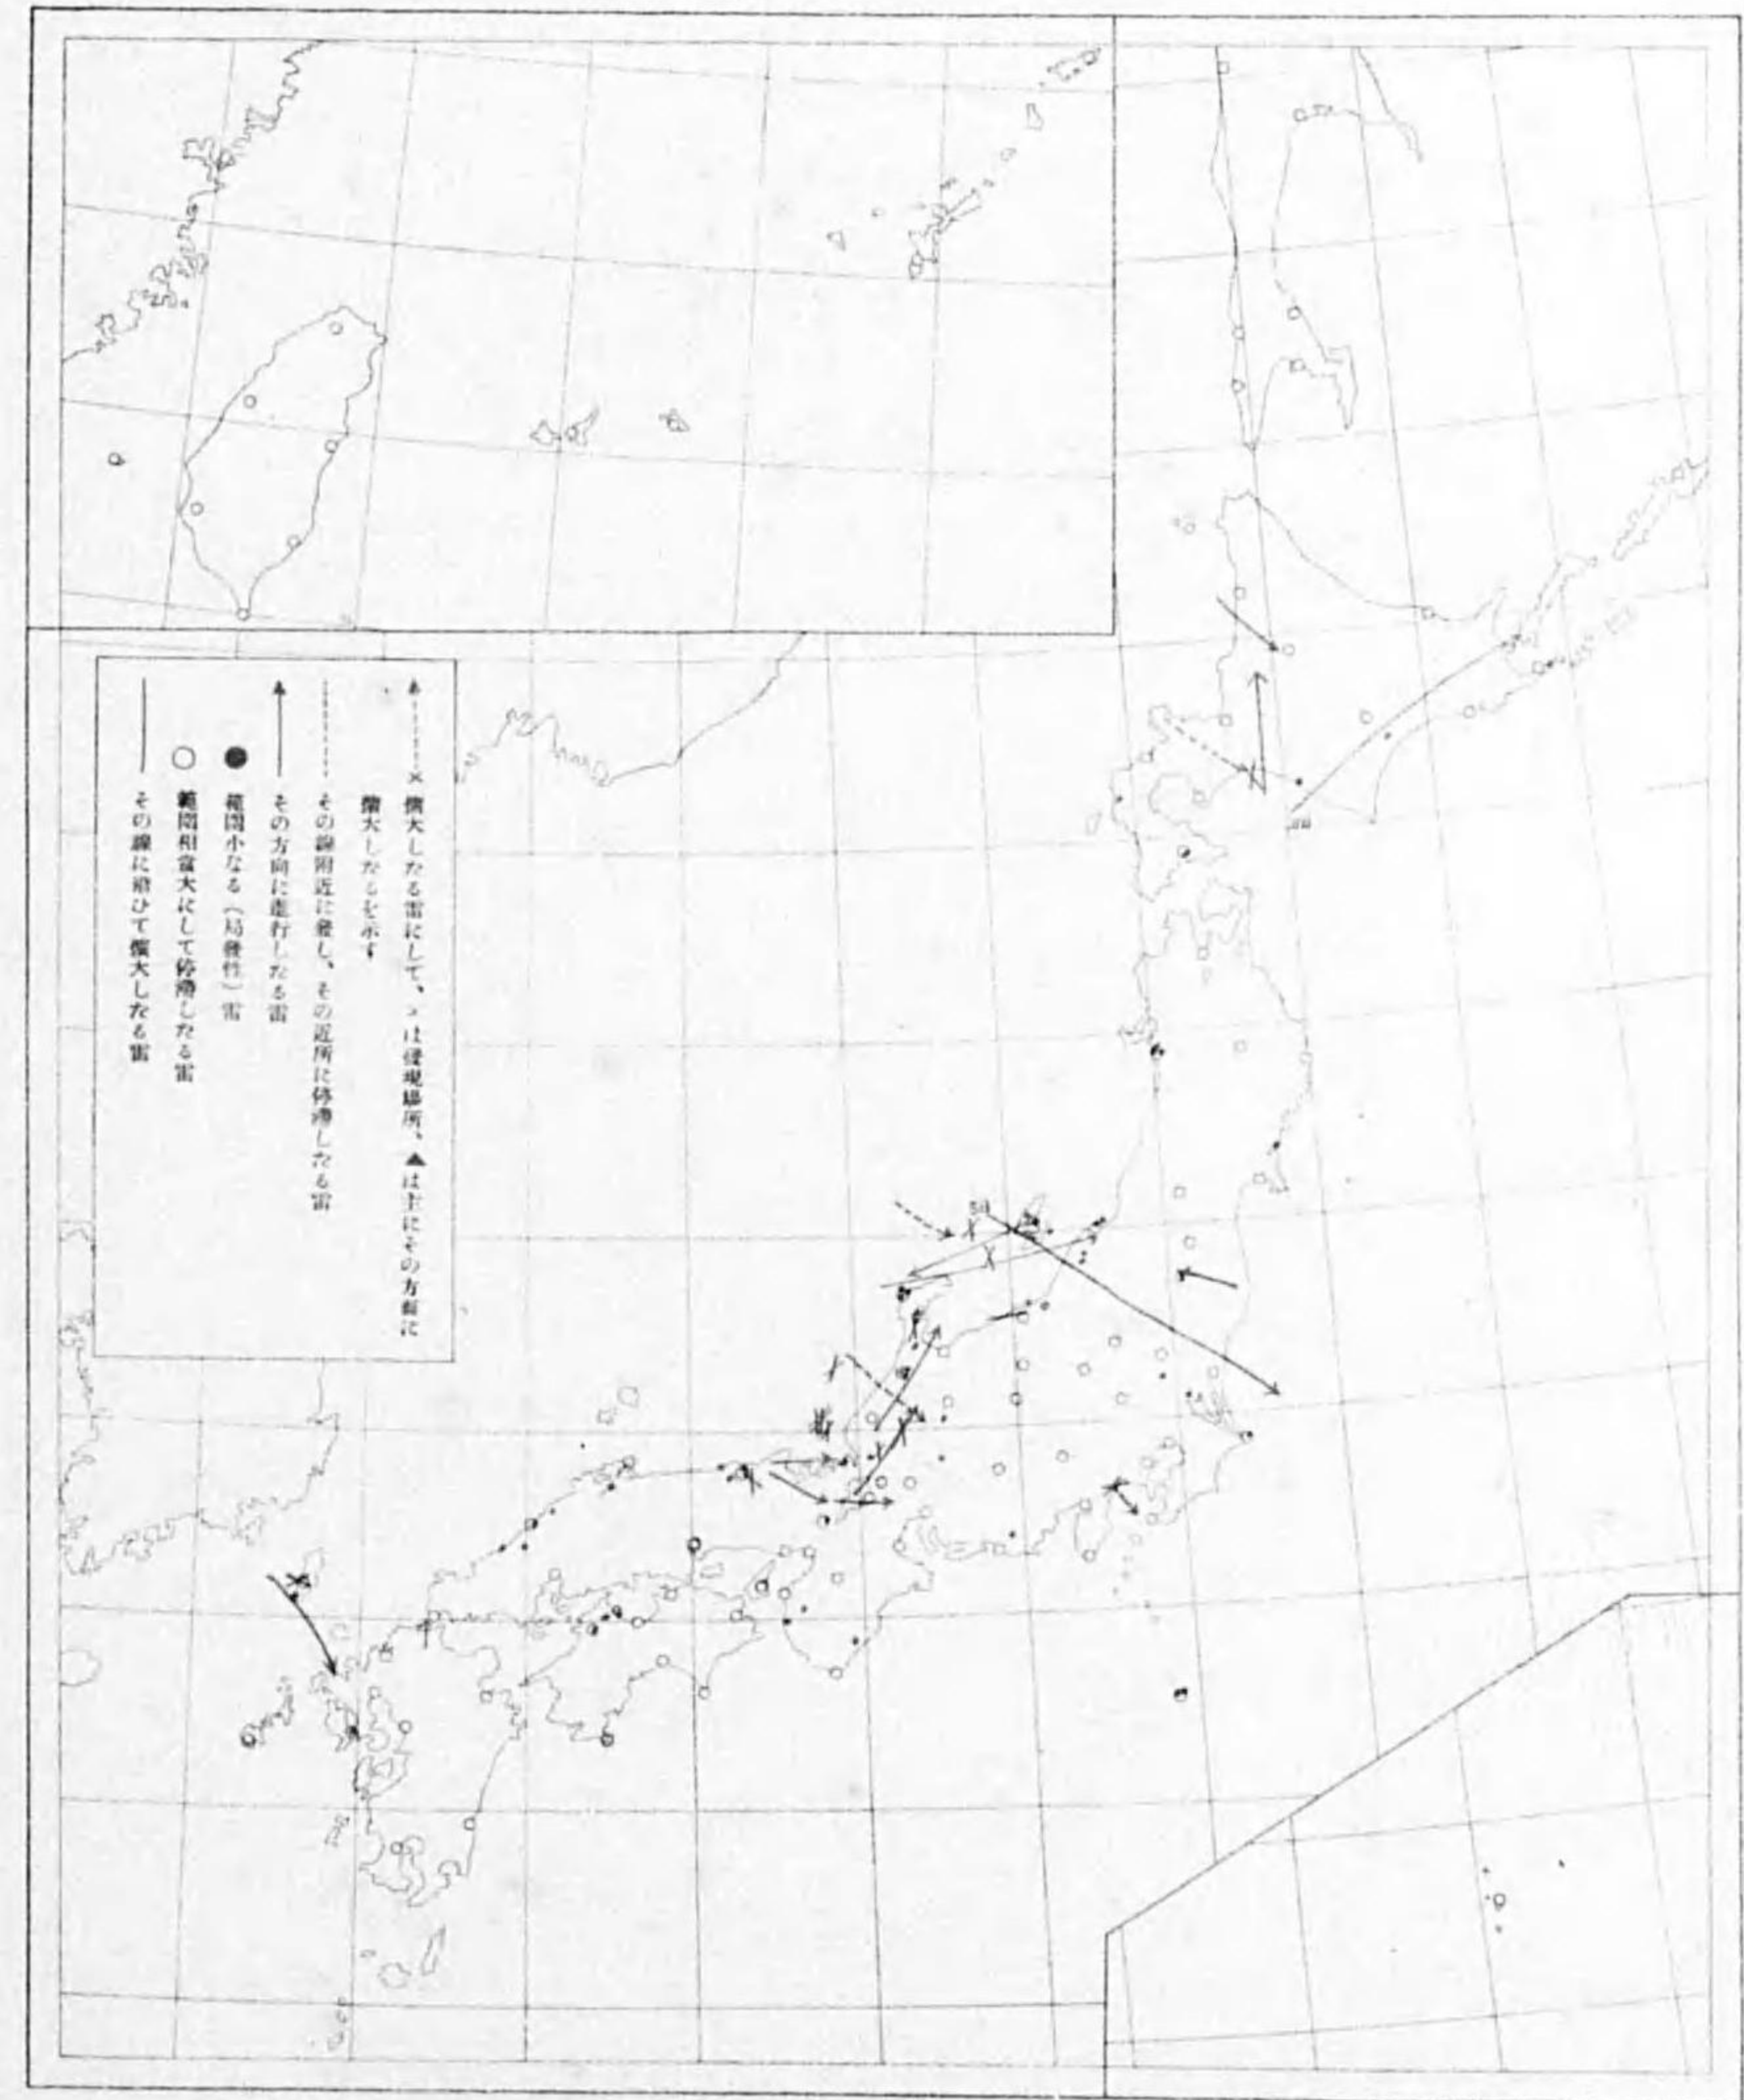 擴大したる雷にして、×は發現場所、▲は主にその方面に
擴大したるを示す
その線附近に發し、その近所に停滯したる雷
その方向に進行したる雷
範圍小なる（局發性）雷
範圍相當大にして停滯したる雷
その線に沿ひて擴大したる雷